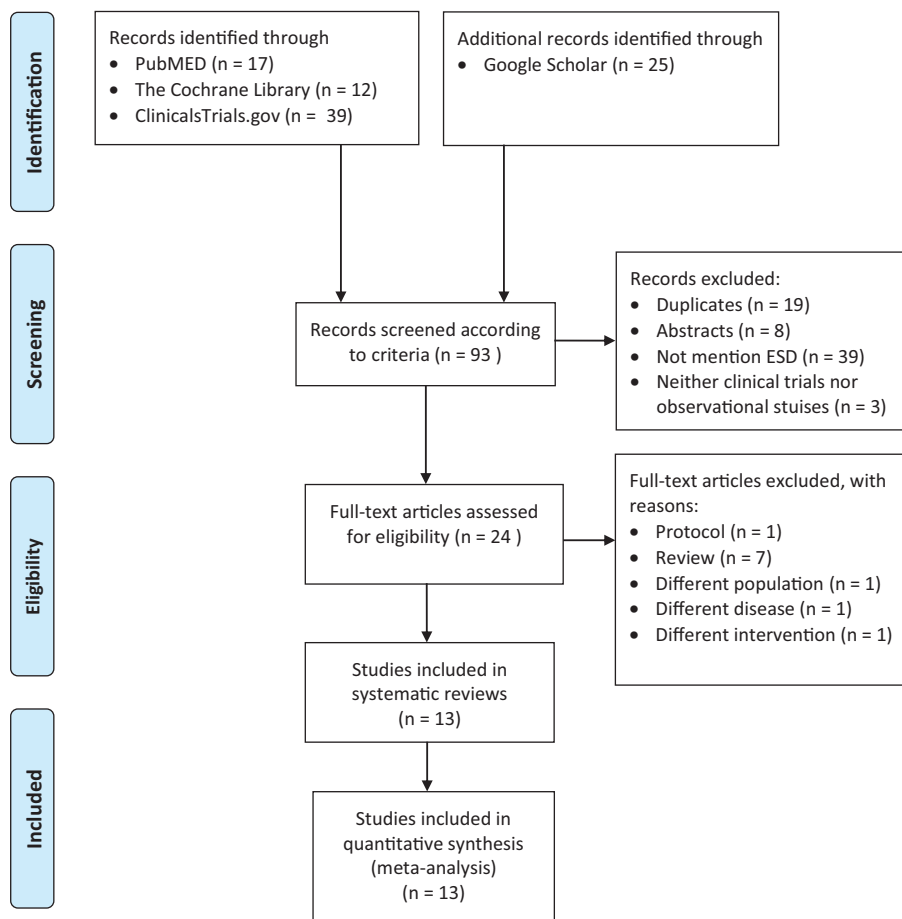 Identification
Records identified through
• PubMED (n = 17)
• The Cochrane Library (n = 12)
• ClinicalsTrials.gov (n = 39)
Additional records identified through
• Google Scholar (n = 25)
Screening
Records screened according
to criteria (n = 93 )
Records excluded:
• Duplicates (n = 19)
• Abstracts (n = 8)
• Not mention ESD (n = 39)
• Neither clinical trials nor
observational stuises (n = 3)
Eligibility
Full-text articles assessed
for eligibility (n = 24 )
Full-text articles excluded, with
reasons:
• Protocol (n = 1)
• Review (n = 7)
• Different population (n = 1)
• Different disease (n = 1)
• Different intervention (n = 1)
Studies included in
systematic reviews
(n = 13)
Included
Studies included in
quantitative synthesis
(meta-analysis)
(n = 13)